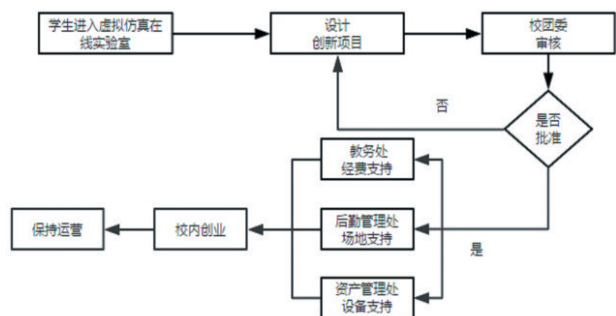 学生进入虚拟仿真在
线实验室
设计
创新项目
校团委
审核
是否
批准
否
是
教务处
经费支持
后勤管理处
场地支持
资产管理处
设备支持
校内创业
保持运营